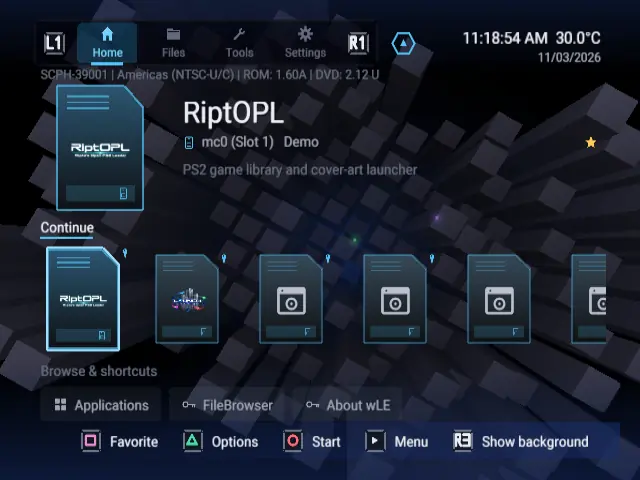 L1
Home
Files
Tools
Settings
R1
11:18:54 AM 30.0°C
11/03/2026
SCPH-39001 | Americas (NTSC-U/C) | ROM: 1.60A | DVD: 2.12 U
RiptOPL
RiptOPL
mc0 (Slot 1) Demo
PS2 game library and cover-art launcher
Continue
RiptOPL
Browse & shortcuts
Applications
FileBrowser
About wLE
Favorite
Options
Start
Menu
R3
Show background